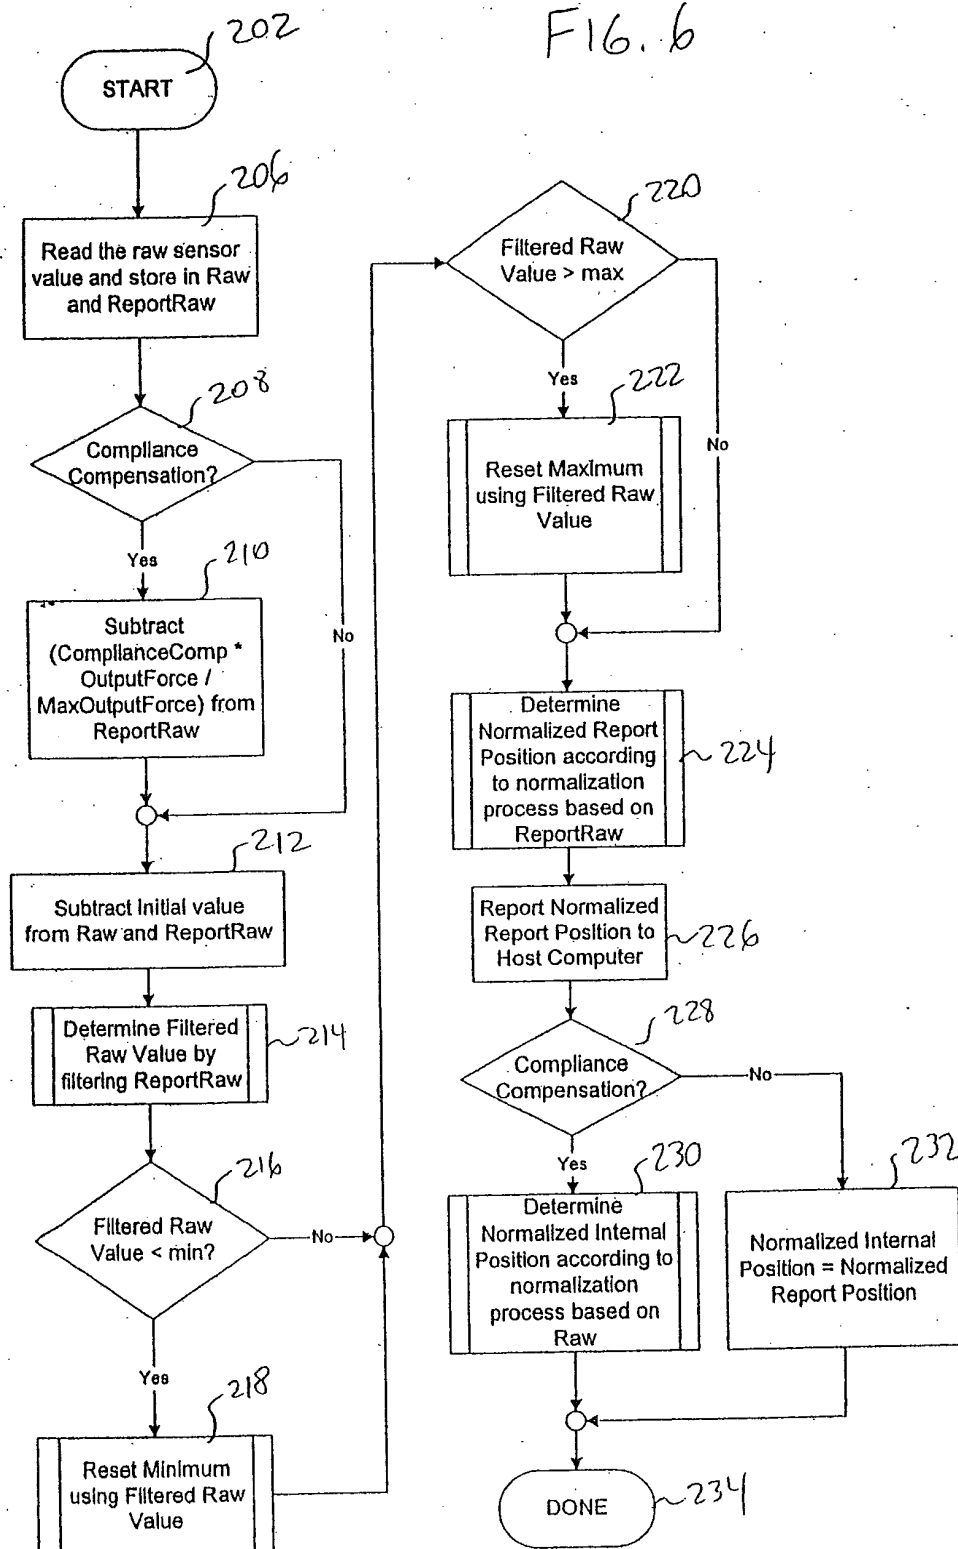 FIG. 6
202
START
206
Read the raw sensor
value and store in Raw
and ReportRaw
208
Compliance
Compensation?
Yes
No
210
Subtract
(ComplianceComp *
OutputForce /
MaxOutputForce) from
ReportRaw
212
Subtract Initial value
from Raw and ReportRaw
214
Determine Filtered
Raw Value by
filtering ReportRaw
216
Filtered Raw
Value < min?
No
Yes
218
Reset Minimum
using Filtered Raw
Value
220
Filtered Raw
Value > max
Yes
No
222
Reset Maximum
using Filtered Raw
Value
224
Determine
Normalized Report
Position according
to normalization
process based on
ReportRaw
226
Report Normalized
Report Position to
Host Computer
228
Compliance
Compensation?
No
Yes
230
Determine
Normalized Internal
Position according to
normalization
process based on
Raw
232
Normalized Internal
Position = Normalized
Report Position
DONE
234